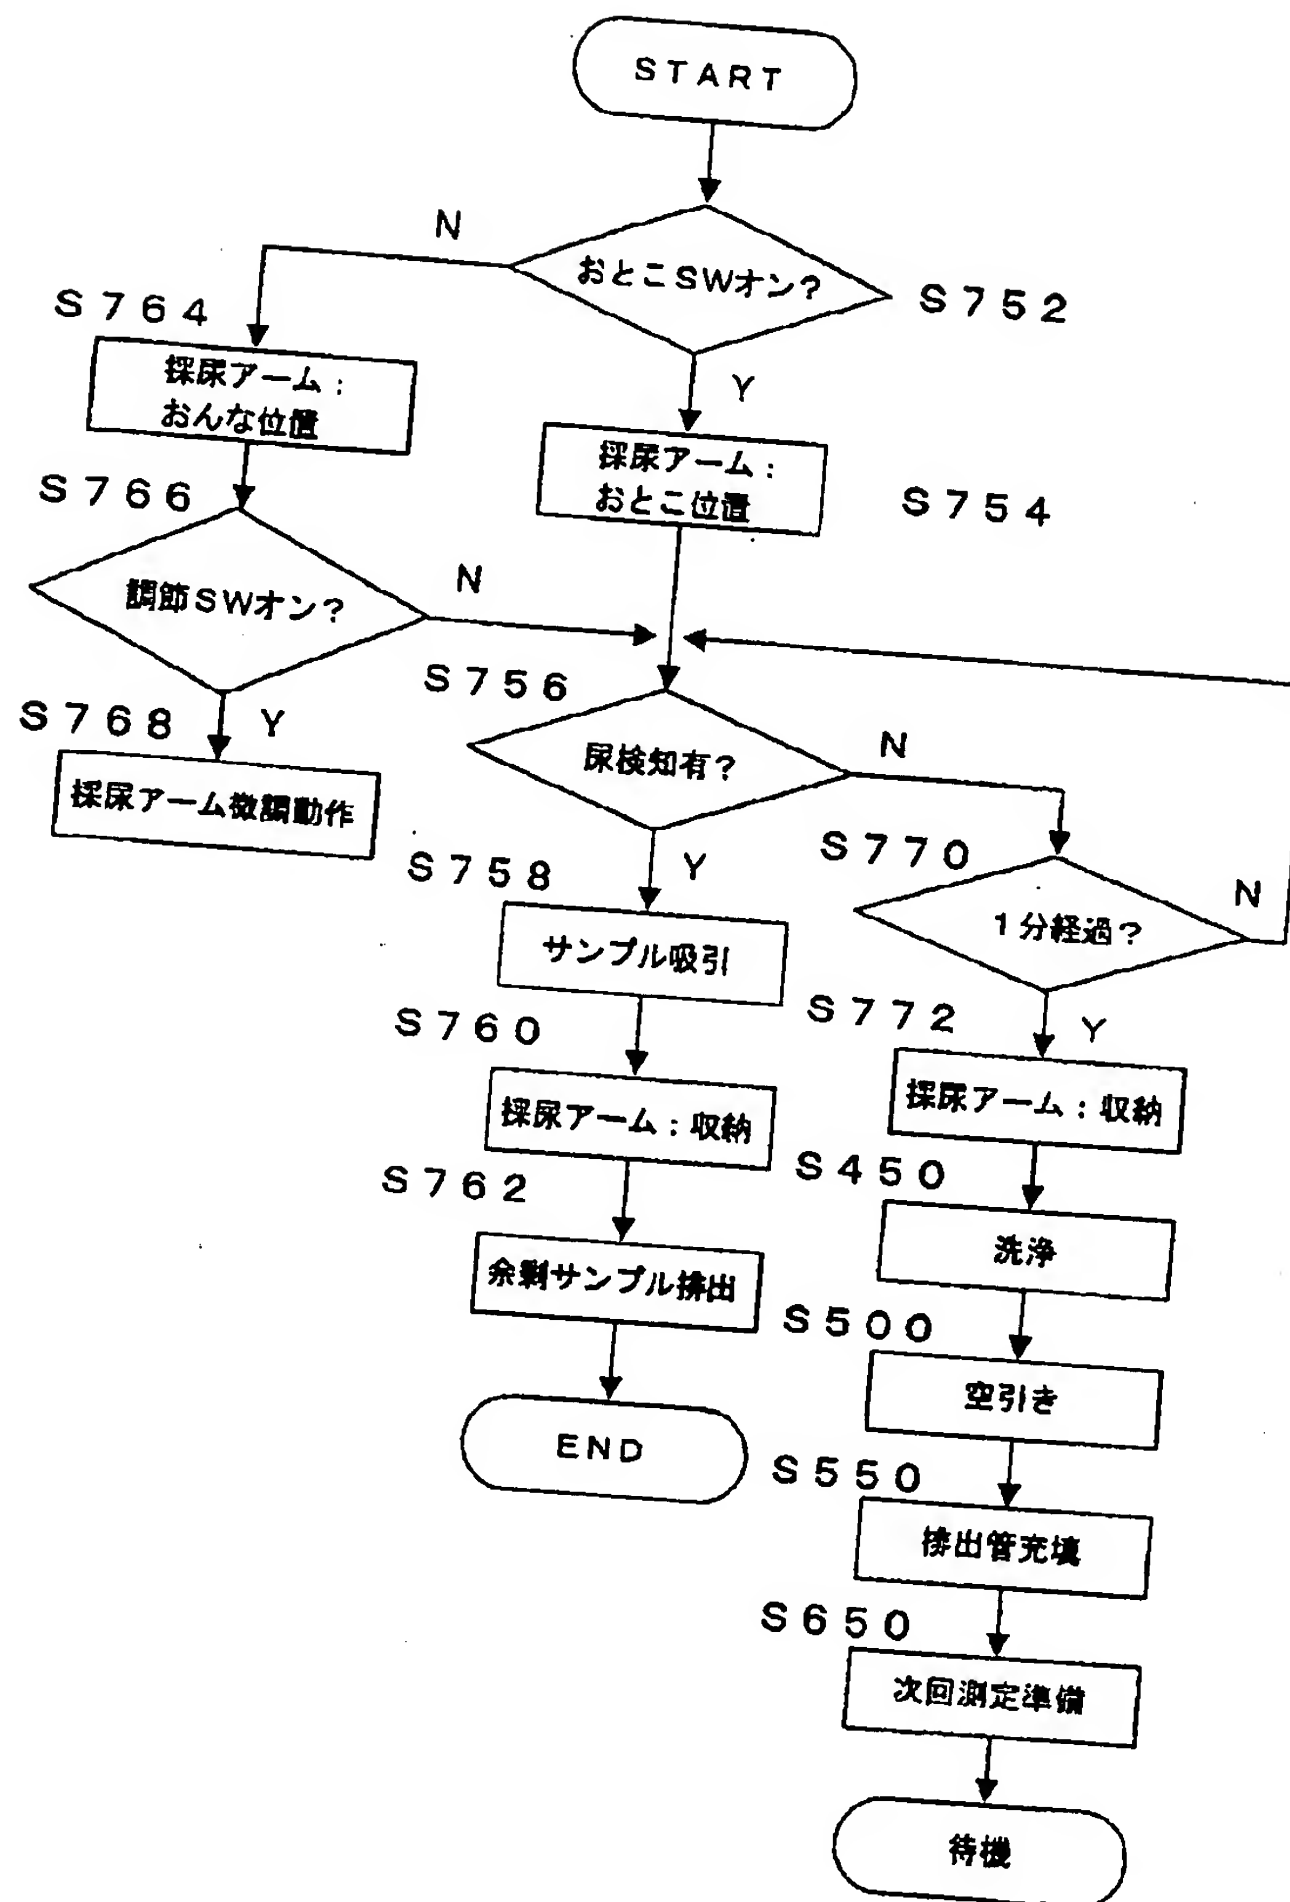 START
N
おとこSWオン?
S752
S764
採尿アーム:
おんな位置
Y
採尿アーム:
おとこ位置
S754
S766
調節SWオン?
N
S768
Y
採尿アーム微調動作
S756
尿検知有?
N
S758
Y
サンプル吸引
S770
1分経過?
N
S760
採尿アーム:収納
S772
Y
採尿アーム:収納
S762
余剰サンプル排出
S450
洗浄
END
S500
空引き
S550
排出管充填
S650
次回測定準備
待機